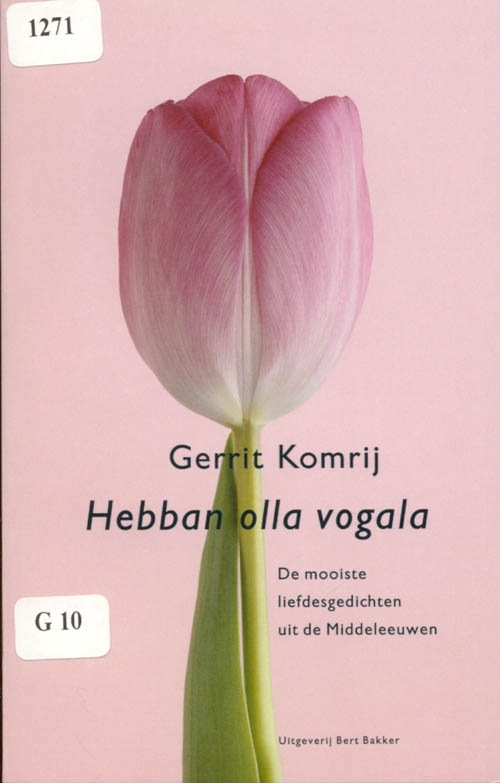 1271
Gerrit Komrij
Hebban olla vogala
De mooiste
liefdesgedichten
uit de Middeleeuwen
G 10
Uitgeverij Bert Bakker